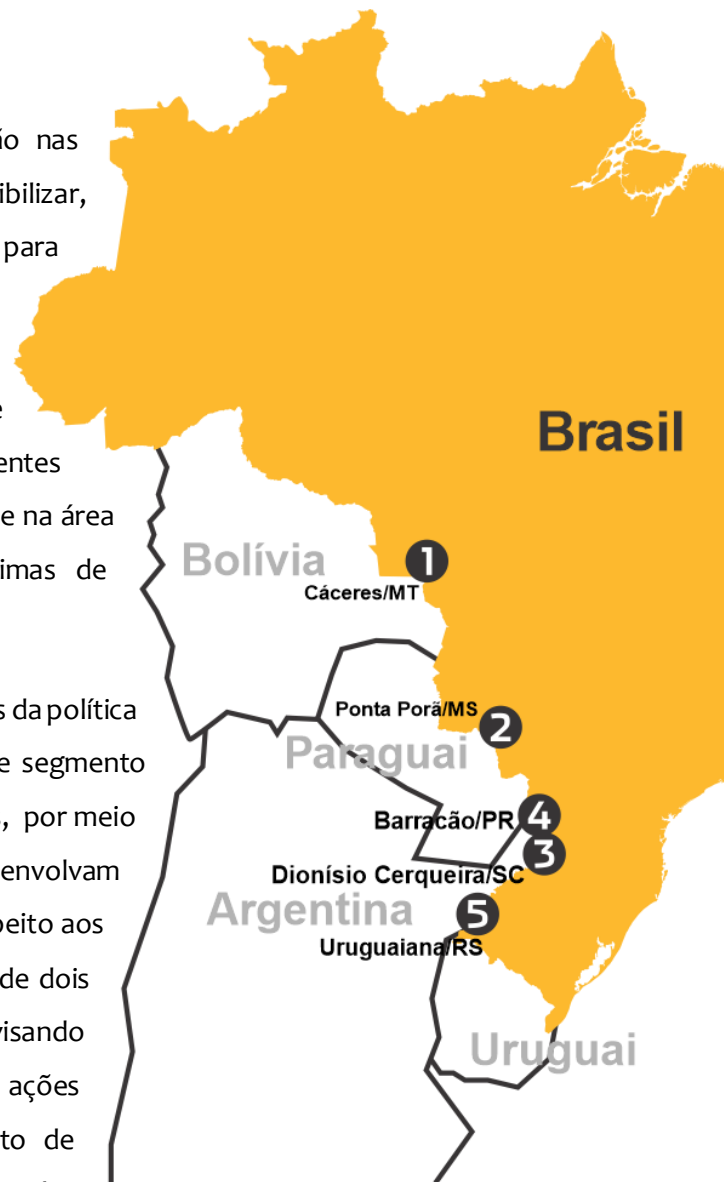 ão nas
ibilizar,
para
e
entes
e na área
imas de
s da política
e segmento
, por meio
envolvam
peito aos
de dois
visando
ações
to de
Brasil
Bolívia
1
Cáceres/MT
Ponta Porã/MS
2
Paraguai
Barracão/PR
4
3
Dionísio Cerqueira/SC
Argentina
5
Uruguaiana/RS
Uruguai